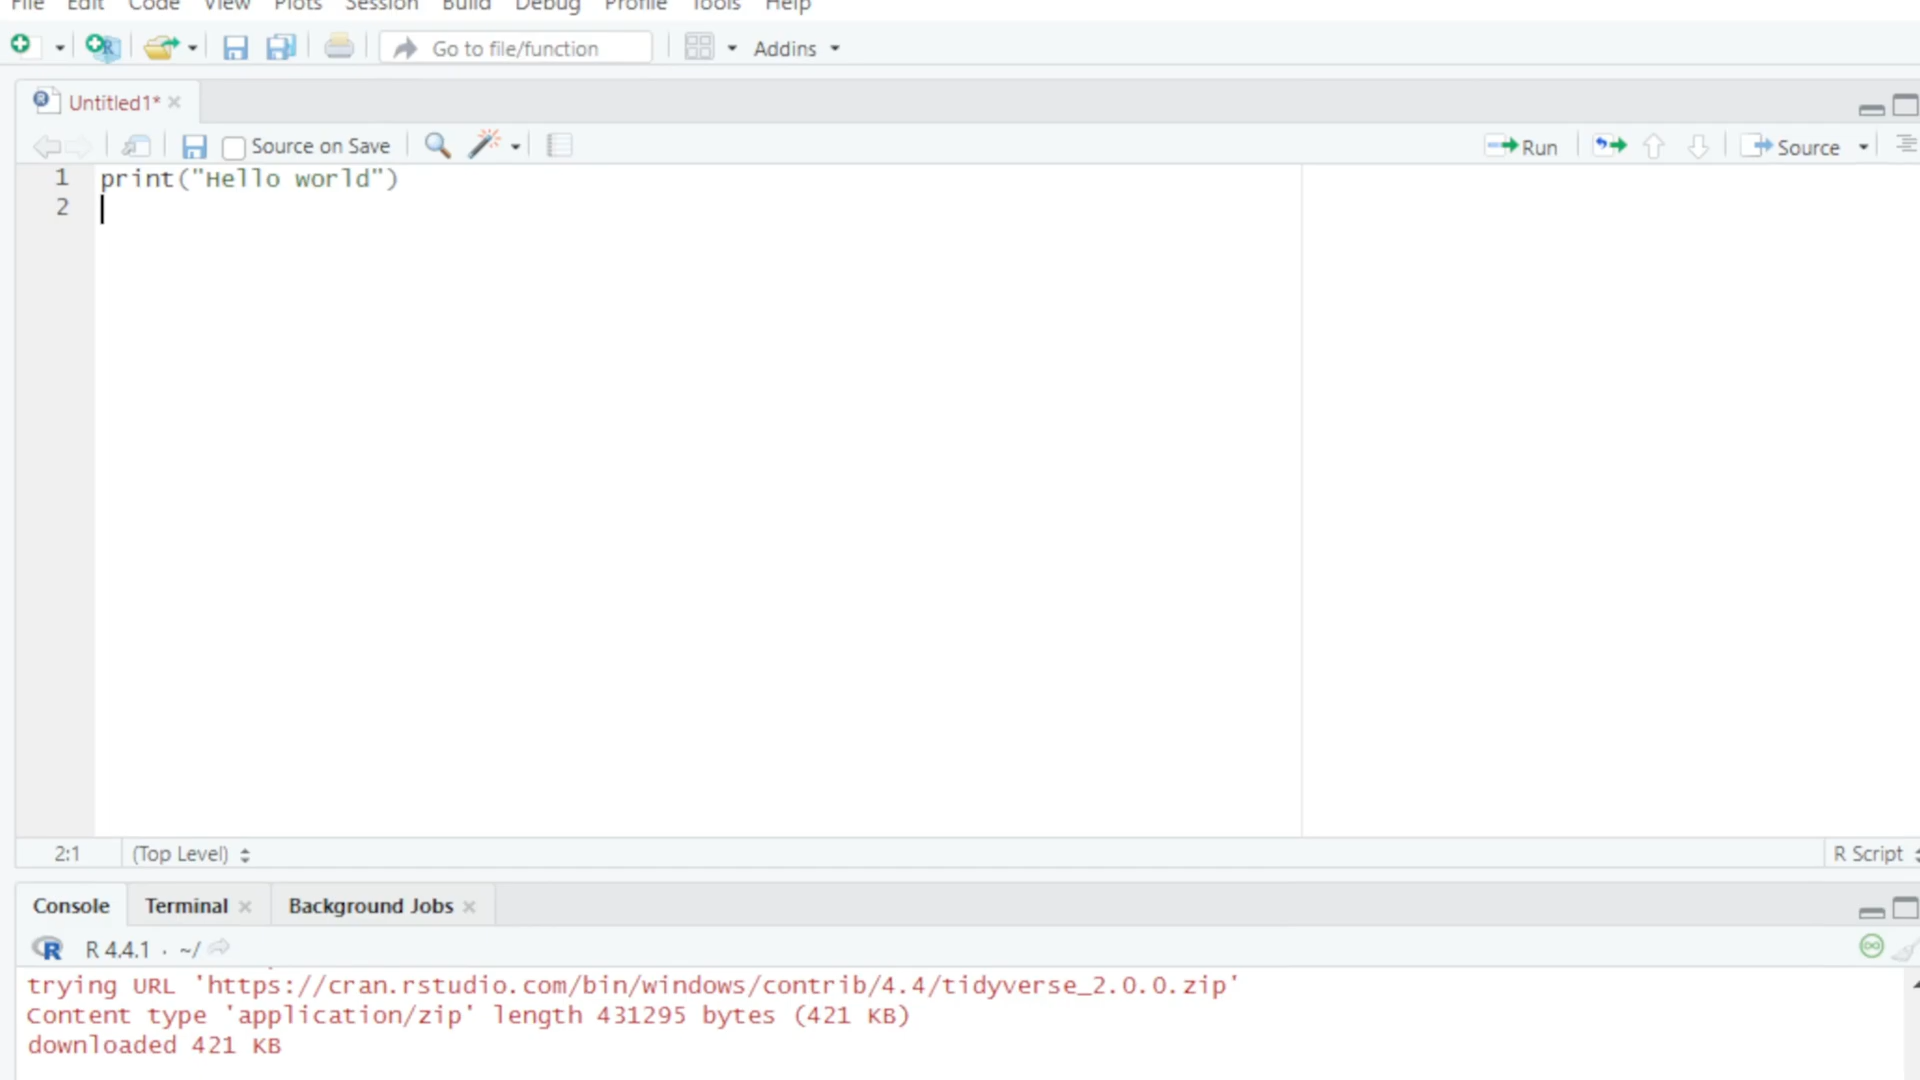 File Edit Code View Plots Session Build Debug Profile Tools Help
Go to file/function Addins
Untitled1*
Source on Save Run Source
1 print("Hello world")
2
2:1 (Top Level) R Script
Console Terminal Background Jobs
R 4.4.1 · ~/
trying URL 'https://cran.rstudio.com/bin/windows/contrib/4.4/tidyverse_2.0.0.zip'
Content type 'application/zip' length 431295 bytes (421 KB)
downloaded 421 KB